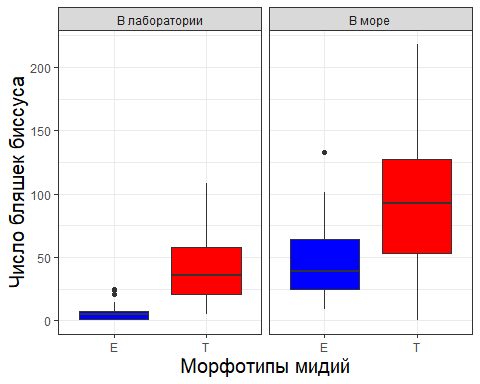 В лаборатории
В море
Число бляшек биссуса
200
150
100
50
0
E
T
E
T
Морфотипы мидий